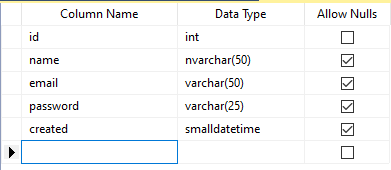 Column Name Data Type Allow Nulls
id int
name nvarchar(50)
email varchar(50)
password varchar(25)
created smalldatetime